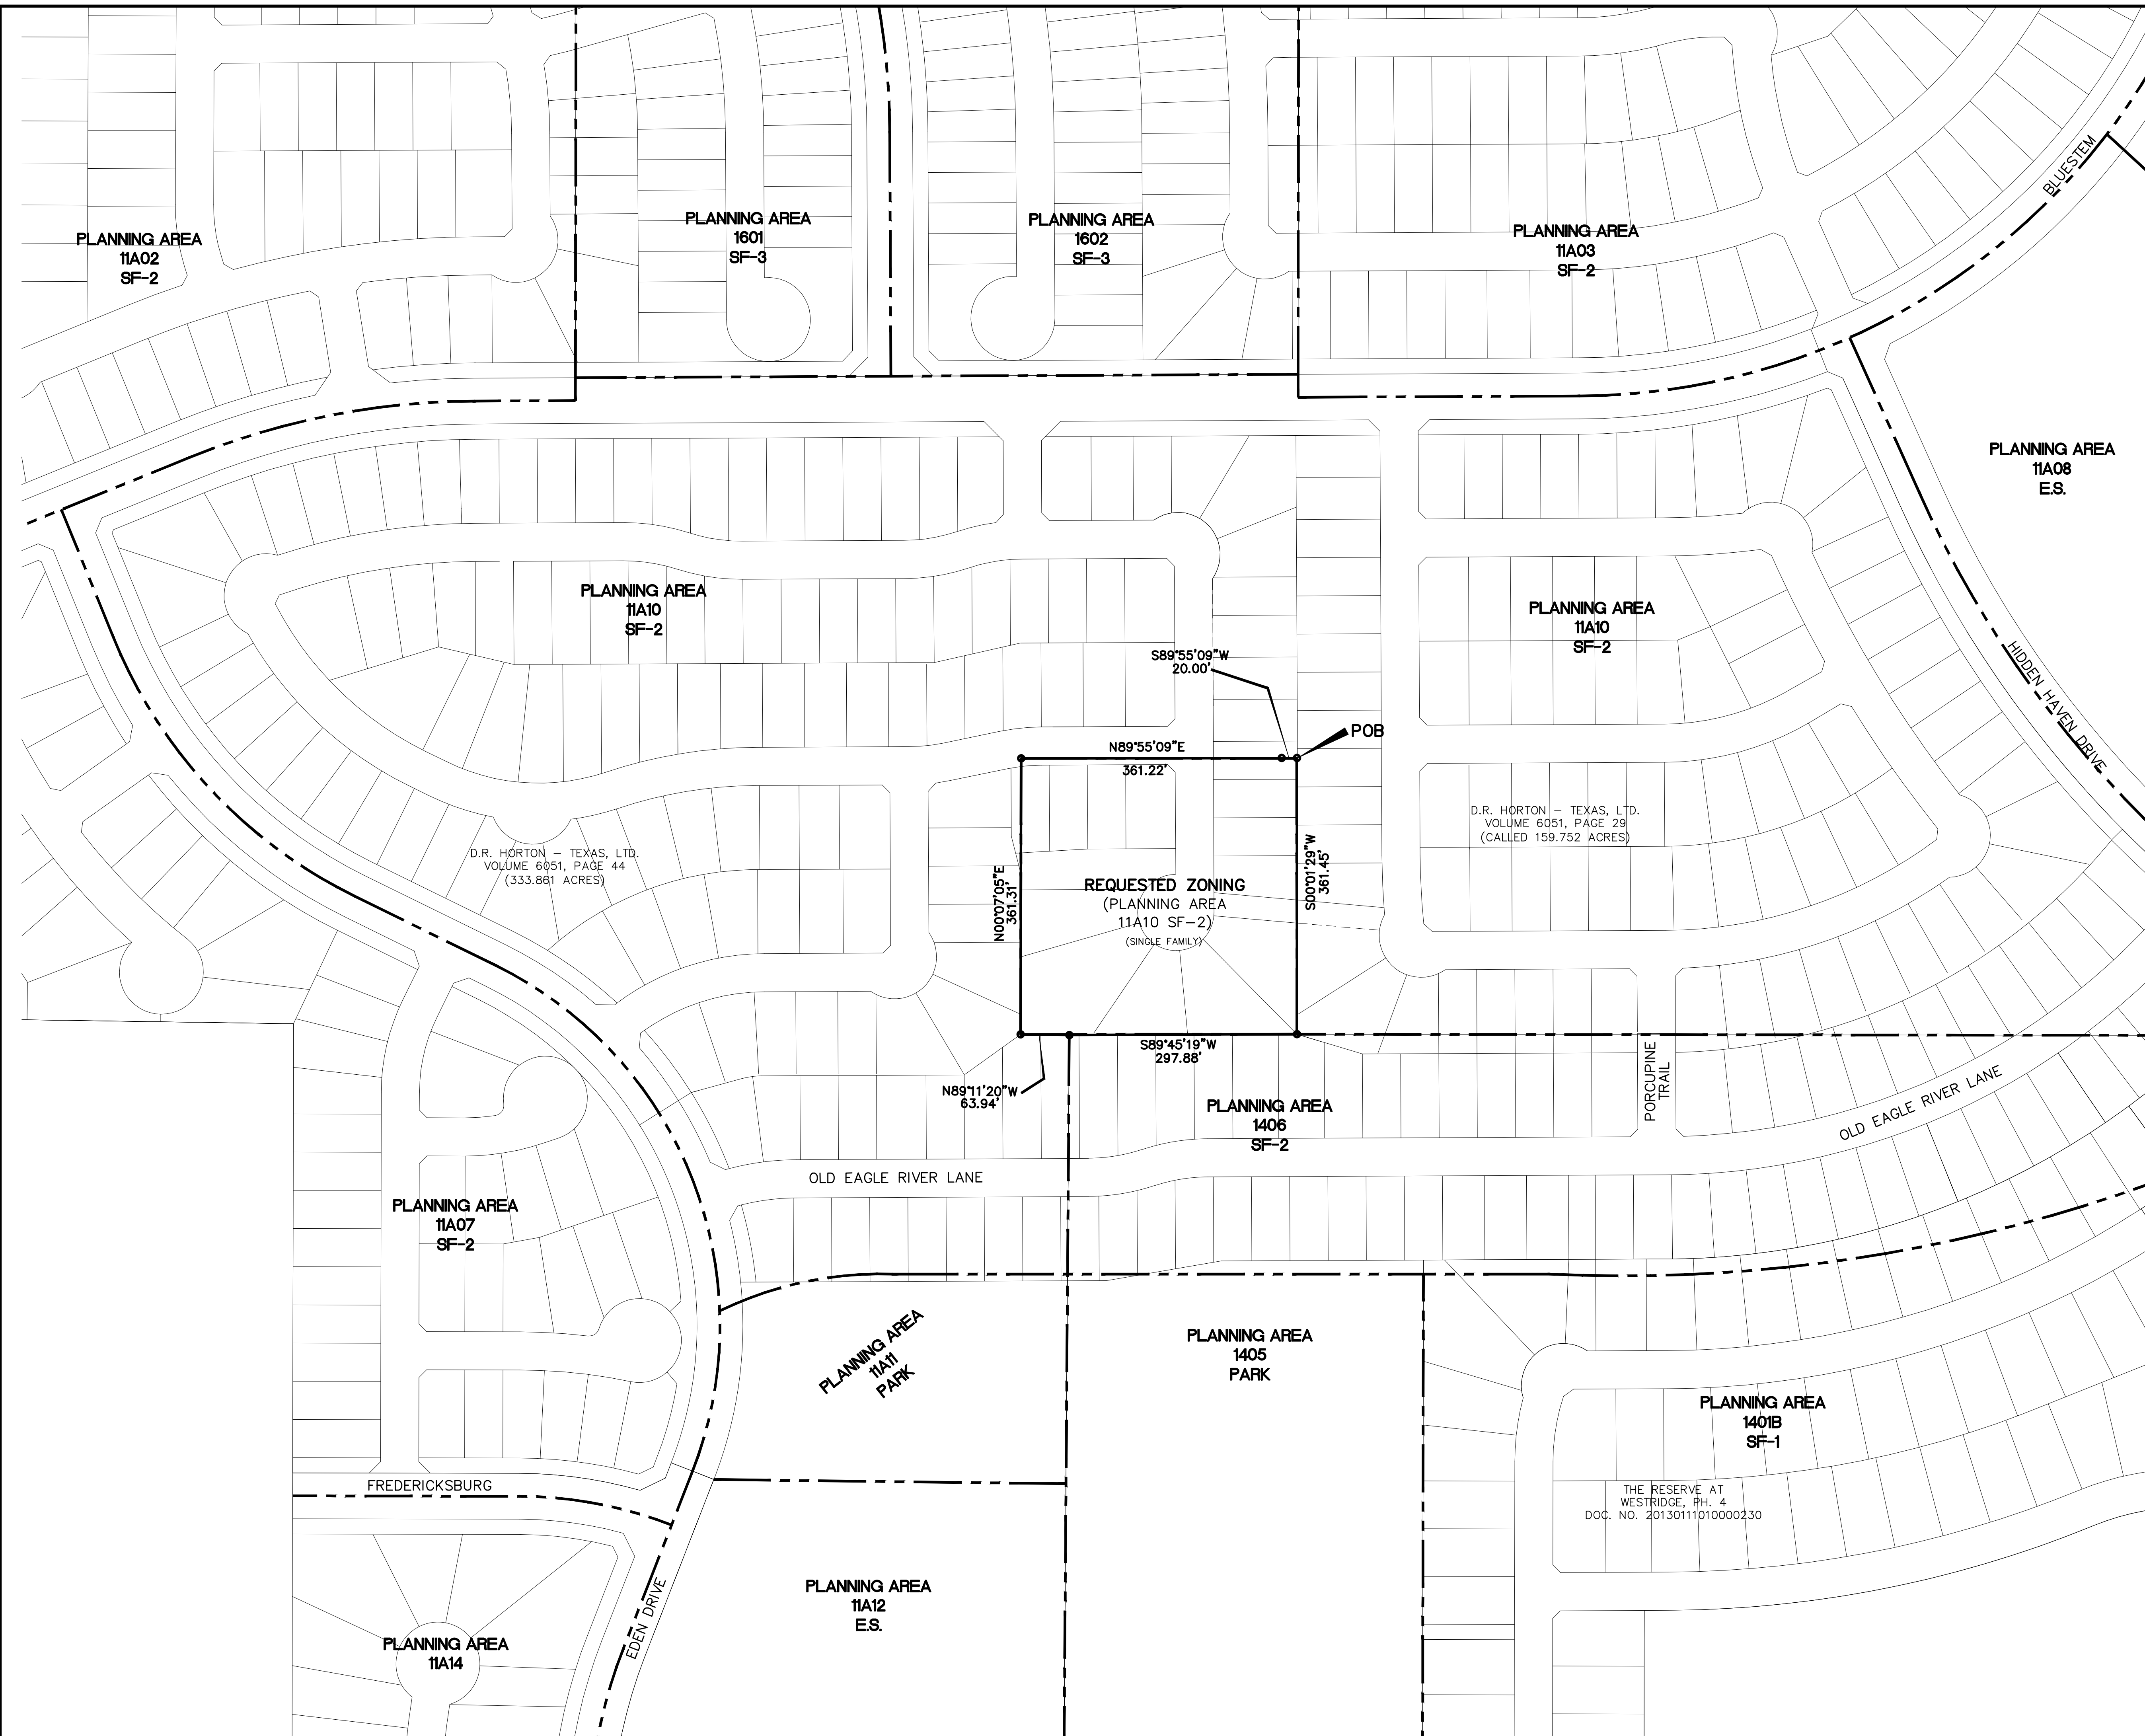 PLANNING AREA
11A02
SF-2
PLANNING AREA
1601
SF-3
PLANNING AREA
1602
SF-3
PLANNING AREA
11A03
SF-2
BLUESTEM
PLANNING AREA
11A08
E.S.
PLANNING AREA
11A10
SF-2
PLANNING AREA
11A10
SF-2
HIDDEN HAVEN DRIVE
S89°55'09"W
20.00'
POB
N89°55'09"E
361.22'
D.R. HORTON – TEXAS, LTD.
VOLUME 6051, PAGE 29
(CALLED 159.752 ACRES)
D.R. HORTON – TEXAS, LTD.
VOLUME 6051, PAGE 44
(333.861 ACRES)
N00°07'05"E
361.31'
REQUESTED ZONING
(PLANNING AREA
11A10 SF-2)
(SINGLE FAMILY)
S00°01'29"W
361.45'
S89°45'19"W
297.88'
N89°11'20"W
63.94'
PLANNING AREA
1406
SF-2
PORCUPINE
TRAIL
OLD EAGLE RIVER LANE
OLD EAGLE RIVER LANE
PLANNING AREA
11A07
SF-2
PLANNING AREA
11A11
PARK
PLANNING AREA
1405
PARK
PLANNING AREA
1401B
SF-1
THE RESERVE AT
WESTRIDGE, PH. 4
DOC. NO. 20130111010000230
FREDERICKSBURG
PLANNING AREA
11A12
E.S.
EDEN DRIVE
PLANNING AREA
11A14